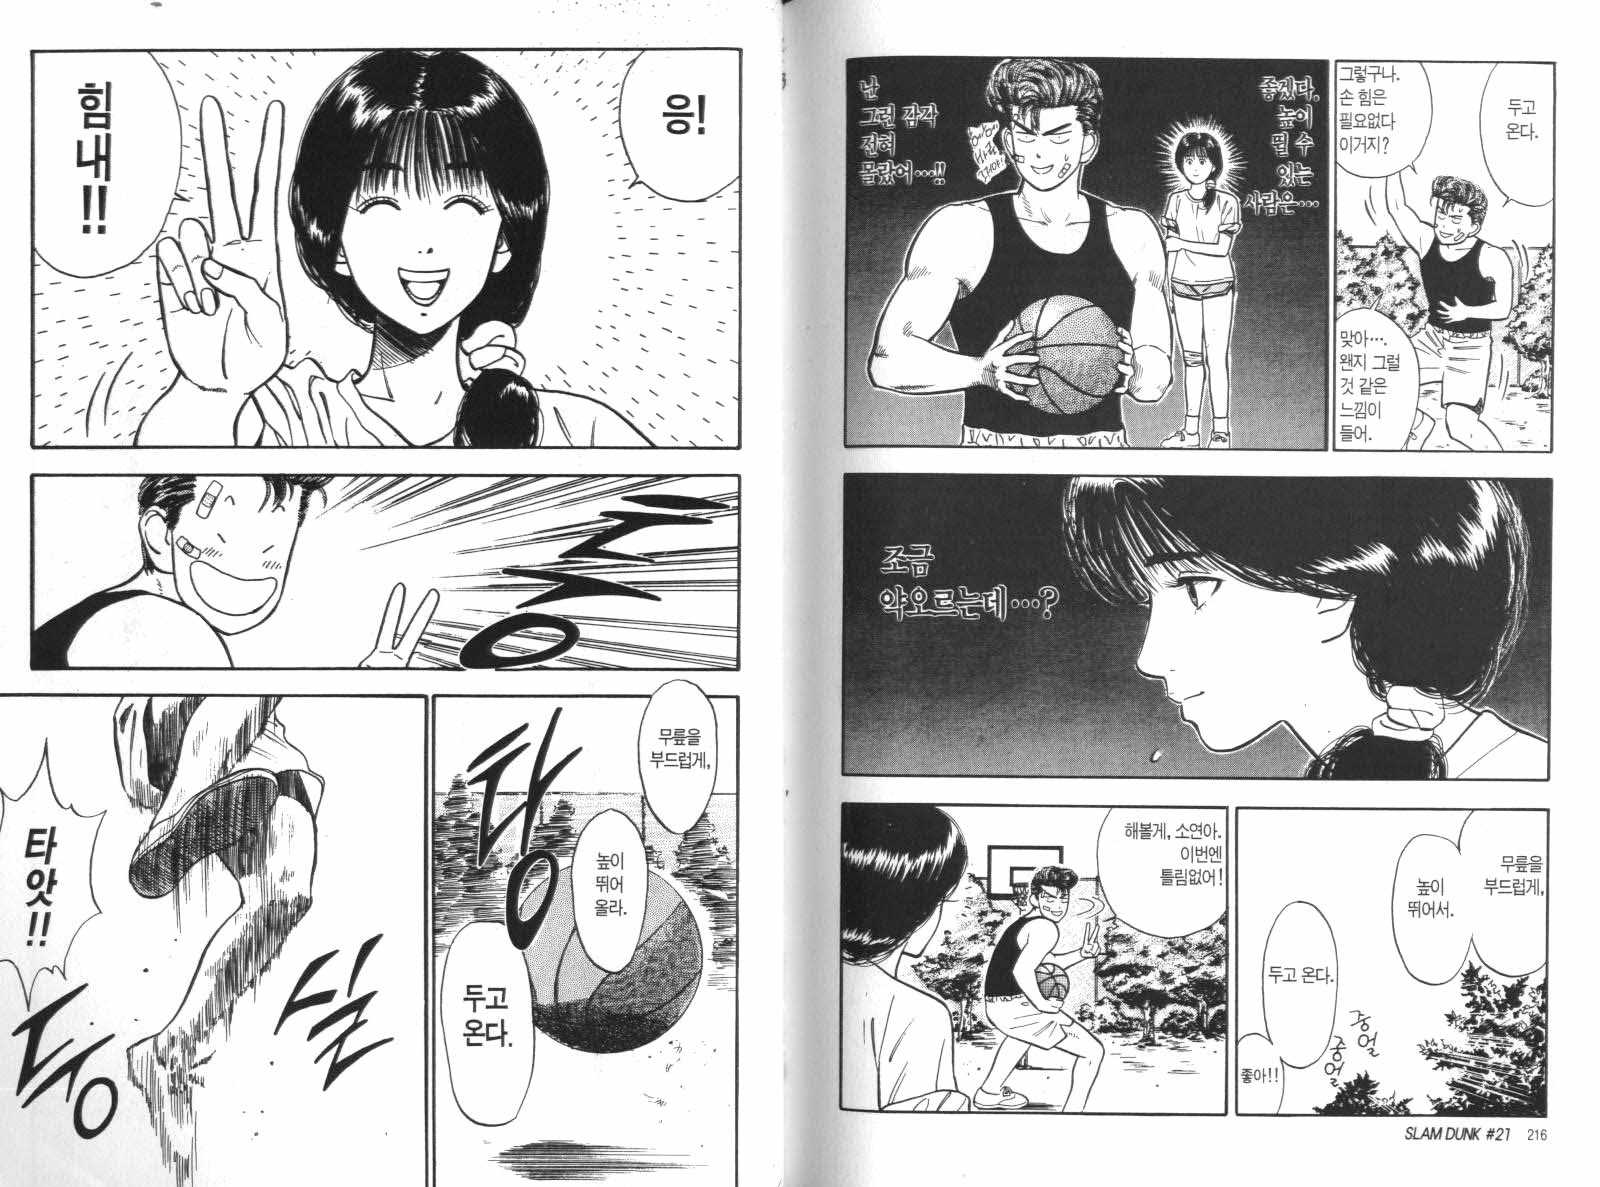 두고
온다.
그렇구나.
손 힘은
필요없다
이거지?
맞아….
왠지 그럴
것 같은
느낌이
들어.
좋겠다.
높이
뛸 수
있는
사람은…
난
그런 감각
전혀
몰랐어…!!
조금
약오르는데…?
무릎을
부드럽게,
높이
뛰어서.
두고 온다.
중얼
중얼
좋아!!
해볼게, 소연아.
이번엔
틀림없어!
SLAM DUNK #21 216
응!
힘
내
!!
무릎을
부드럽게,
높이
뛰어
올라.
두고
온다.
탕
타
앗!!